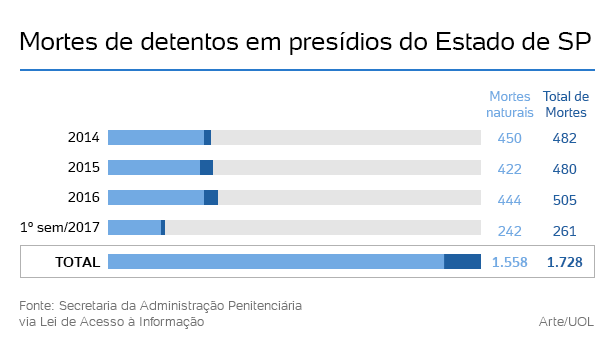 Mortes de detentos em presídios do Estado de SP
Mortes naturais Total de Mortes
2014 450 482
2015 422 480
2016 444 505
1º sem/2017 242 261
TOTAL 1.558 1.728
Fonte: Secretaria da Administração Penitenciária
via Lei de Acesso à Informação Arte/UOL